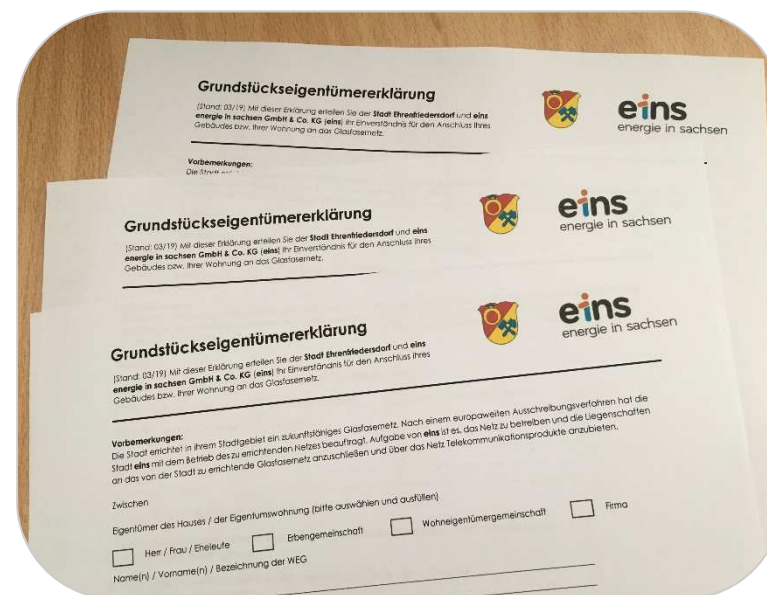 Grundstückseigentümererklärung
(Stand: 03/19) Mit dieser Erklärung erteilen Sie der Stadt Ehrenfriedersdorf und eins
energie in sachsen GmbH & Co. KG (eins) Ihr Einverständnis für den Anschluss Ihres
Gebäudes bzw. Ihrer Wohnung an das Glasfasernetz.
eins
energie in sachsen
Vorbemerkungen:
Die Stadt
Grundstückseigentümererklärung
(Stand: 03/19) Mit dieser Erklärung erteilen Sie der Stadt Ehrenfriedersdorf und eins
energie in sachsen GmbH & Co. KG (eins) Ihr Einverständnis für den Anschluss Ihres
Gebäudes bzw. Ihrer Wohnung an das Glasfasernetz.
eins
energie in sachsen
Grundstückseigentümererklärung
(Stand: 03/19) Mit dieser Erklärung erteilen Sie der Stadt Ehrenfriedersdorf und eins
energie in sachsen GmbH & Co. KG (eins) Ihr Einverständnis für den Anschluss Ihres
Gebäudes bzw. Ihrer Wohnung an das Glasfasernetz.
eins
energie in sachsen
Vorbemerkungen:
Die Stadt errichtet in ihrem Stadtgebiet ein zukunftsfähiges Glasfasernetz. Nach einem europaweiten Ausschreibungsverfahren hat die
Stadt eins mit dem Betrieb des zu errichtenden Netzes beauftragt. Aufgabe von eins ist es, das Netz zu betreiben und die Liegenschaften
an das von der Stadt zu errichtende Glasfasernetz anzuschließen und über das Netz Telekommunikationsprodukte anzubieten.
Zwischen
Eigentümer des Hauses / der Eigentumswohnung (bitte auswählen und ausfüllen)
Herr / Frau / Eheleute Erbengemeinschaft Wohneigentümergemeinschaft Firma
Name(n) / Vorname(n) / Bezeichnung der WEG